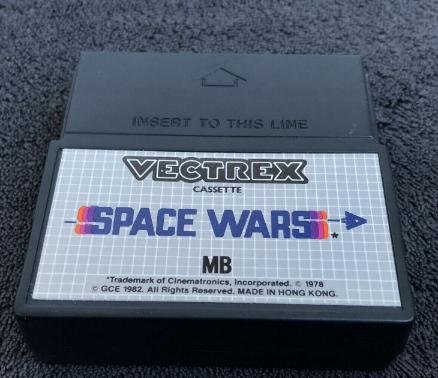 INSERT TO THIS LINE
VECTREX
CASSETTE
SPACE WARS.*
MB
*Trademark of Cinematronics, Incorporated. © 1978
© GCE 1982. All Rights Reserved. MADE IN HONG KONG.